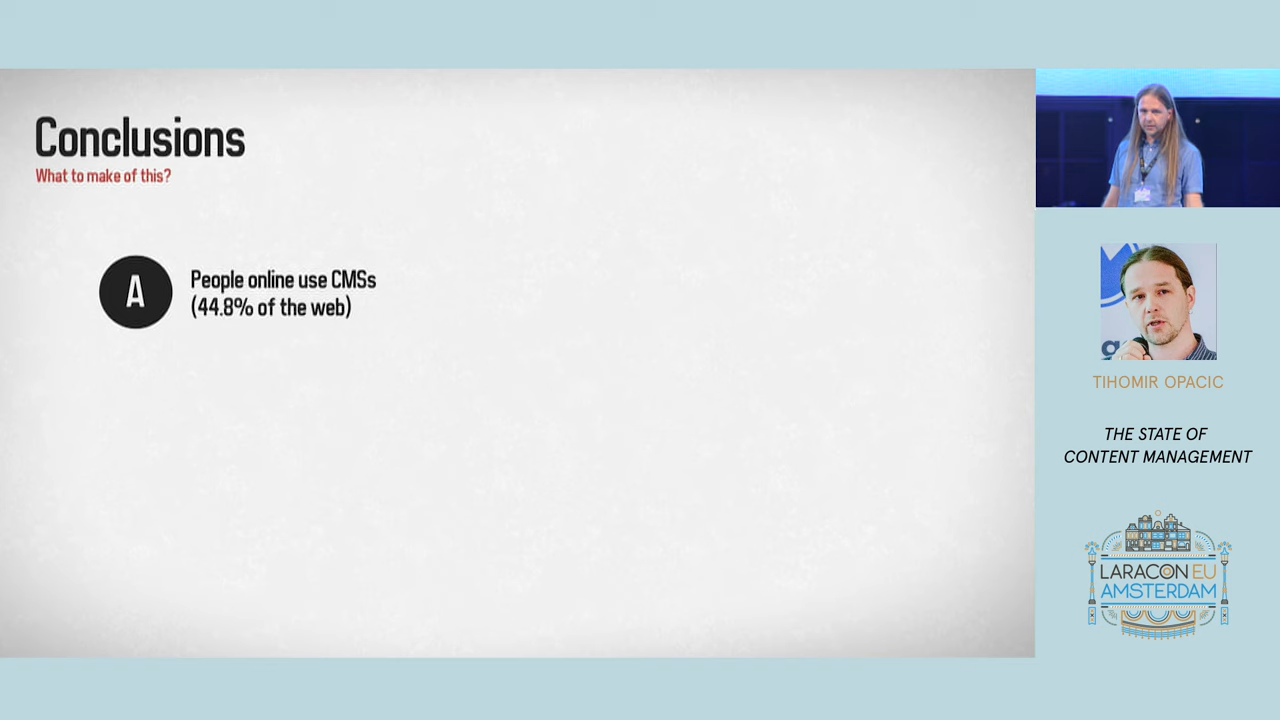 Conclusions
What to make of this?
A
People online use CMSs
(44.8% of the web)
TIHOMIR OPACIC
THE STATE OF
CONTENT MANAGEMENT
LARACON EU
AMSTERDAM